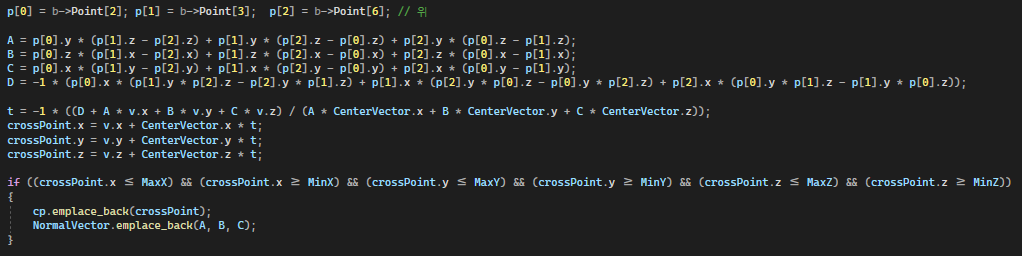 p[0] = b->Point[2]; p[1] = b->Point[3];  p[2] = b->Point[6]; // 위
A = p[0].y * (p[1].z - p[2].z) + p[1].y * (p[2].z - p[0].z) + p[2].y * (p[0].z - p[1].z);
B = p[0].z * (p[1].x - p[2].x) + p[1].z * (p[2].x - p[0].x) + p[2].z * (p[0].x - p[1].x);
C = p[0].x * (p[1].y - p[2].y) + p[1].x * (p[2].y - p[0].y) + p[2].x * (p[0].y - p[1].y);
D = -1 * (p[0].x * (p[1].y * p[2].z - p[2].y * p[1].z) + p[1].x * (p[2].y * p[0].z - p[0].y * p[2].z) + p[2].x * (p[0].y * p[1].z - p[1].y * p[0].z));
t = -1 * ((D + A * v.x + B * v.y + C * v.z) / (A * CenterVector.x + B * CenterVector.y + C * CenterVector.z));
crossPoint.x = v.x + CenterVector.x * t;
crossPoint.y = v.y + CenterVector.y * t;
crossPoint.z = v.z + CenterVector.z * t;
if ((crossPoint.x ≤ MaxX) && (crossPoint.x ≥ MinX) && (crossPoint.y ≤ MaxY) && (crossPoint.y ≥ MinY) && (crossPoint.z ≤ MaxZ) && (crossPoint.z ≥ MinZ))
{
    cp.emplace_back(crossPoint);
    NormalVector.emplace_back(A, B, C);
}